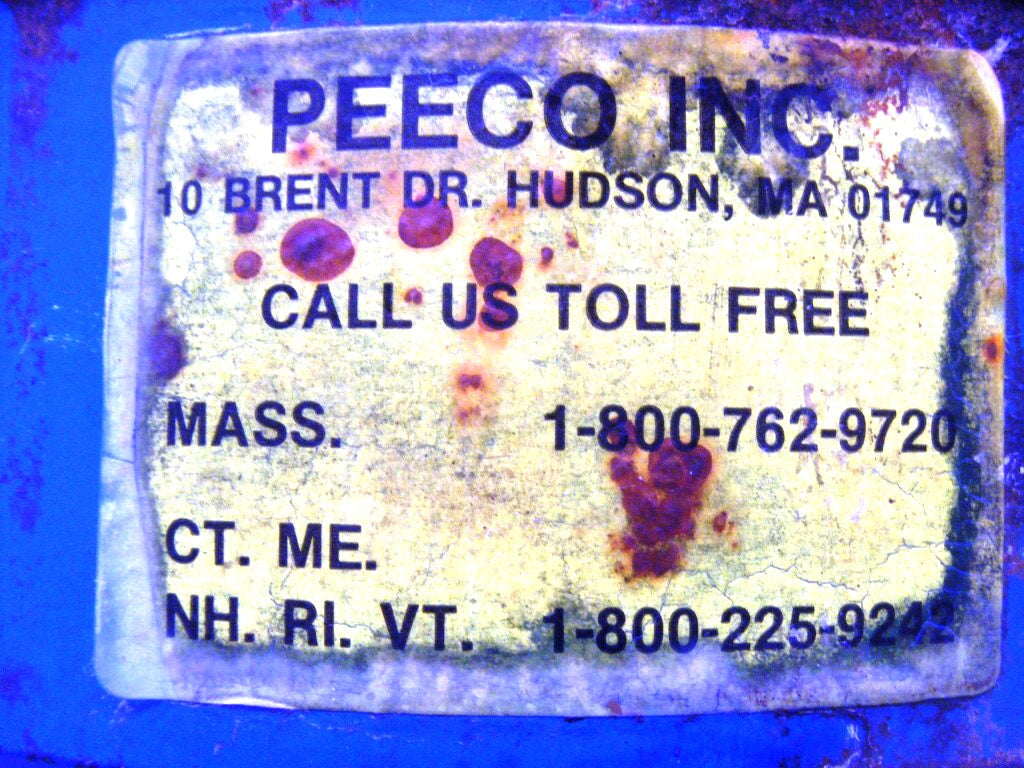 PEECO INC.
10 BRENT DR. HUDSON, MA 01749
CALL US TOLL FREE
MASS. 1-800-762-9720
CT. ME.
NH. RI. VT. 1-800-225-9242